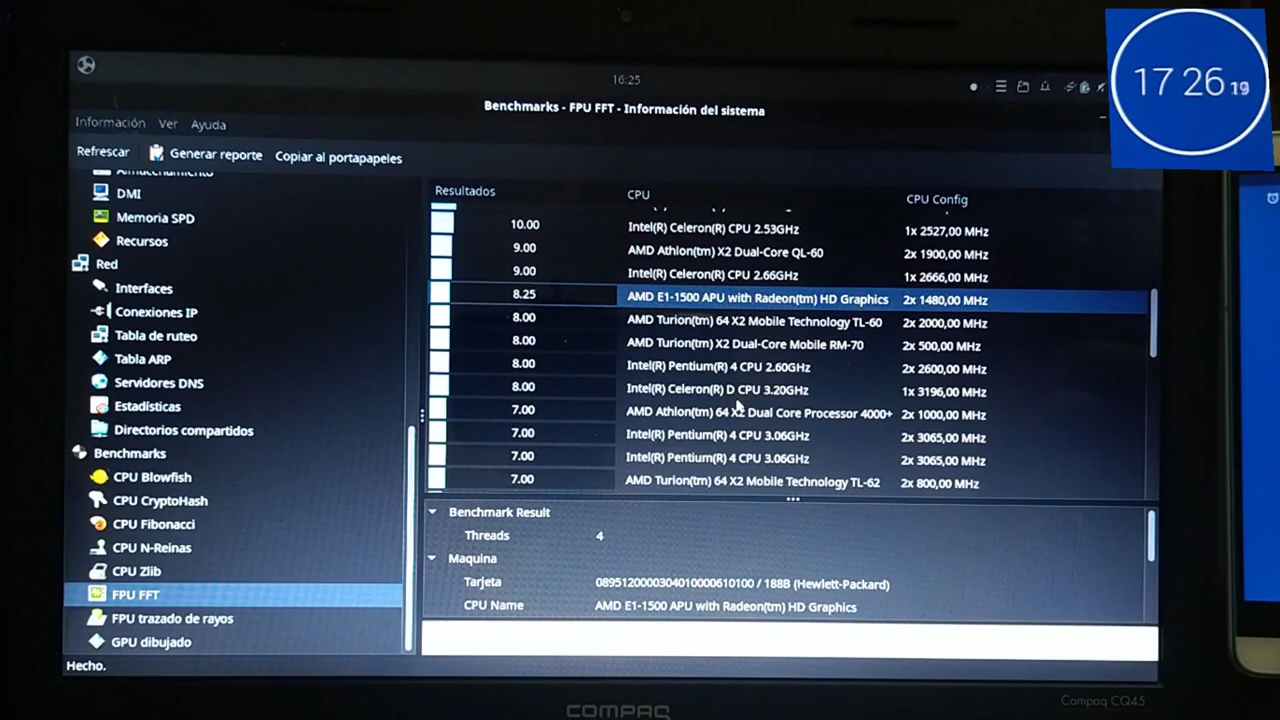 17 26 19
16:25
Benchmarks - FPU FFT - Información del sistema
Información Ver Ayuda
Refrescar Generar reporte Copiar al portapapeles
Almacenamiento
DMI
Memoria SPD
Recursos
Red
Interfaces
Conexiones IP
Tabla de ruteo
Tabla ARP
Servidores DNS
Estadísticas
Directorios compartidos
Benchmarks
CPU Blowfish
CPU CryptoHash
CPU Fibonacci
CPU N-Reinas
CPU Zlib
FPU FFT
FPU trazado de rayos
GPU dibujado
Hecho.
Resultados CPU CPU Config
10.00 Intel(R) Celeron(R) CPU 2.53GHz 1x 2527,00 MHz
9.00 AMD Athlon(tm) X2 Dual-Core QL-60 2x 1900,00 MHz
9.00 Intel(R) Celeron(R) CPU 2.66GHz 1x 2666,00 MHz
8.25 AMD E1-1500 APU with Radeon(tm) HD Graphics 2x 1480,00 MHz
8.00 AMD Turion(tm) 64 X2 Mobile Technology TL-60 2x 2000,00 MHz
8.00 AMD Turion(tm) X2 Dual-Core Mobile RM-70 2x 500,00 MHz
8.00 Intel(R) Pentium(R) 4 CPU 2.60GHz 2x 2600,00 MHz
8.00 Intel(R) Celeron(R) D CPU 3.20GHz 1x 3196,00 MHz
7.00 AMD Athlon(tm) 64 X2 Dual Core Processor 4000+ 2x 1000,00 MHz
7.00 Intel(R) Pentium(R) 4 CPU 3.06GHz 2x 3065,00 MHz
7.00 Intel(R) Pentium(R) 4 CPU 3.06GHz 2x 3065,00 MHz
7.00 AMD Turion(tm) 64 X2 Mobile Technology TL-62 2x 800,00 MHz
Benchmark Result
Threads 4
Maquina
Tarjeta 0895120000304010000610100 / 188B (Hewlett-Packard)
CPU Name AMD E1-1500 APU with Radeon(tm) HD Graphics
COMPAQ
Compaq CQ45